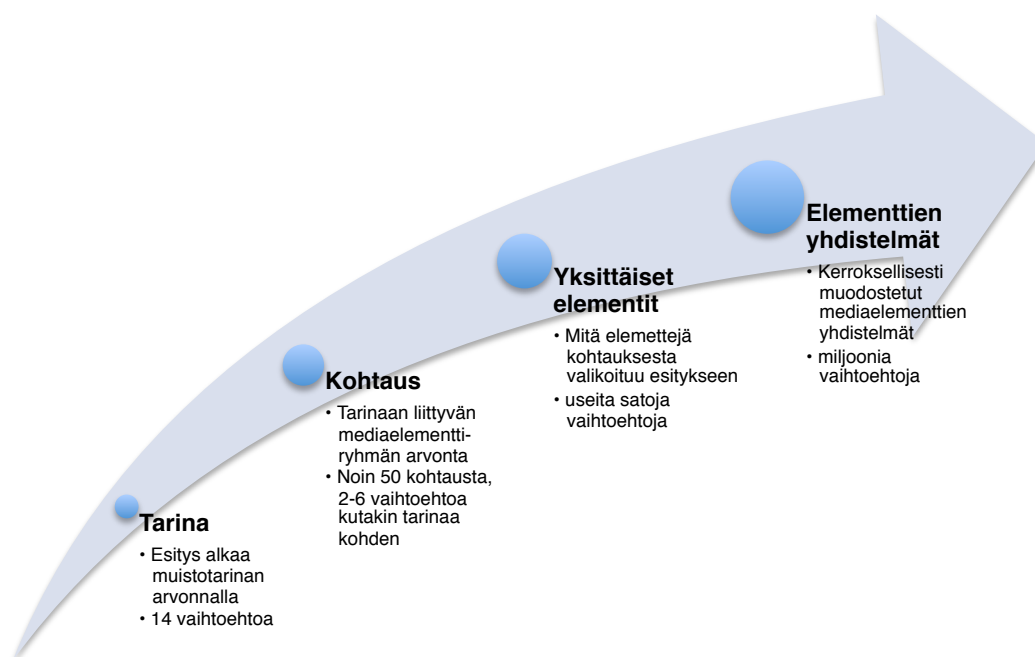 Tarina
• Esitys alkaa
muistotarinan
arvonnalla
• 14 vaihtoehtoa
Kohtaus
• Tarinaan liittyvän
mediaelementti-
ryhmän arvonta
• Noin 50 kohtausta,
2-6 vaihtoehtoa
kutakin tarinaa
kohden
Yksittäiset
elementit
• Mitä elemettejä
kohtauksesta
valikoituu esitykseen
• useita satoja
vaihtoehtoja
Elementtien
yhdistelmät
• Kerroksellisesti
muodostetut
mediaelementtien
yhdistelmät
• miljoonia
vaihtoehtoja